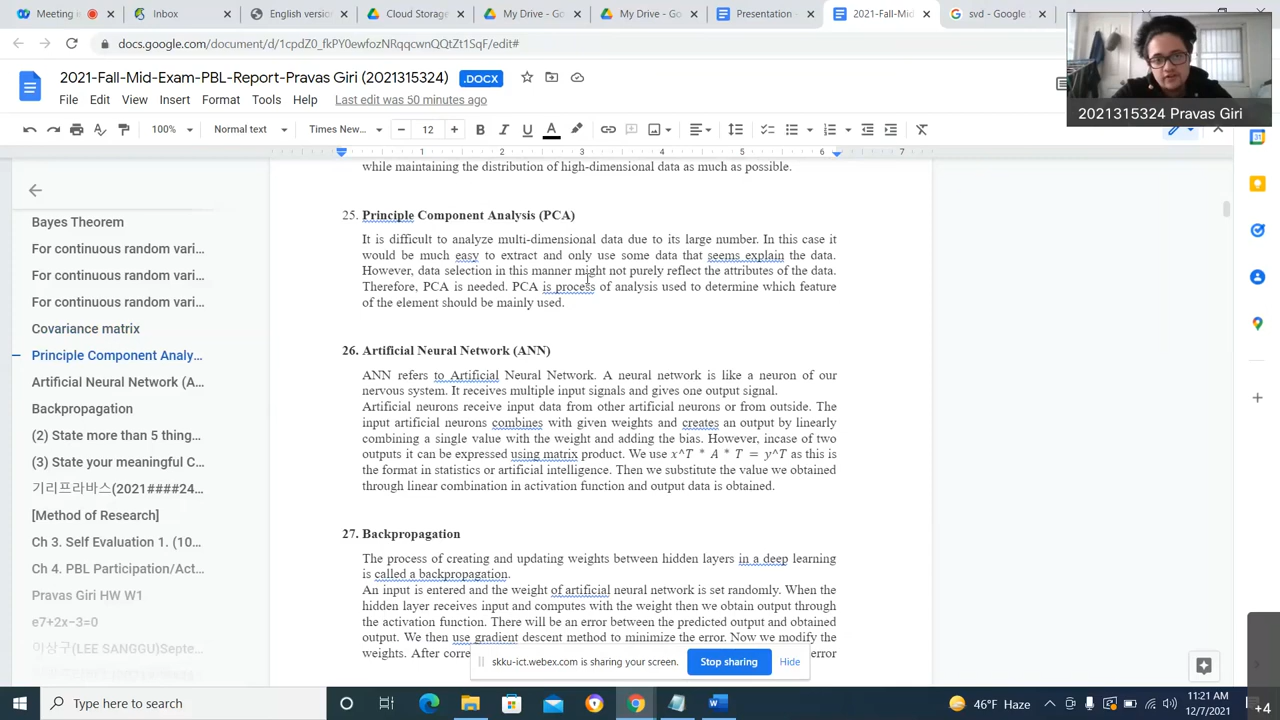 Meetin
Inbox
English version
Cloud Storag
My Drive - Go
My Drive - Go
Presentation
2021-Fall-Mid
svd - Google
docs.google.com/document/d/1cpdZ0_fkPY0ewfozNRqqcwnQQtZt1SqF/edit#
2021315324 Pravas Giri
2021-Fall-Mid-Exam-PBL-Report-Pravas Giri (2021315324)
.DOCX
File Edit View Insert Format Tools Help Last edit was 50 minutes ago
100% Normal text Times New... 12
1 2 3 4 5 6 7
Bayes Theorem
For continuous random vari...
For continuous random vari...
For continuous random vari...
Covariance matrix
Principle Component Analy...
Artificial Neural Network (A...
Backpropagation
(2) State more than 5 thing...
(3) State your meaningful C...
기리프라바스(2021####24...
[Method of Research]
Ch 3. Self Evaluation 1. (10...
Ch 4. PBL Participation/Act...
Pravas Giri HW W1
e7+2x−3=0
이상구(LEE SANGGU)Septe...
while maintaining the distribution of high-dimensional data as much as possible.
25. Principle Component Analysis (PCA)
It is difficult to analyze multi-dimensional data due to its large number. In this case it
would be much easy to extract and only use some data that seems explain the data.
However, data selection in this manner might not purely reflect the attributes of the data.
Therefore, PCA is needed. PCA is process of analysis used to determine which feature
of the element should be mainly used.
26. Artificial Neural Network (ANN)
ANN refers to Artificial Neural Network. A neural network is like a neuron of our
nervous system. It receives multiple input signals and gives one output signal.
Artificial neurons receive input data from other artificial neurons or from outside. The
input artificial neurons combines with given weights and creates an output by linearly
combining a single value with the weight and adding the bias. However, incase of two
outputs it can be expressed using matrix product. We use x^T * A * T = y^T as this is
the format in statistics or artificial intelligence. Then we substitute the value we obtained
through linear combination in activation function and output data is obtained.
27. Backpropagation
The process of creating and updating weights between hidden layers in a deep learning
is called a backpropagation.
An input is entered and the weight of artificial neural network is set randomly. When the
hidden layer receives input and computes with the weight then we obtain output through
the activation function. There will be an error between the predicted output and obtained
output. We then use gradient descent method to minimize the error. Now we modify the
weights. After corre error
skku-ict.webex.com is sharing your screen. Stop sharing Hide
Type here to search
46°F Haze
11:21 AM
12/7/2021
+4